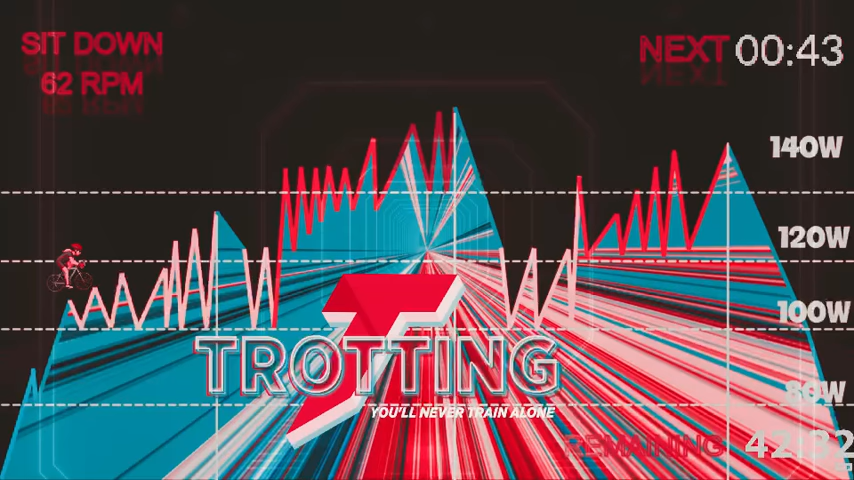 SIT DOWN
62 RPM
NEXT 00:43
140W
120W
100W
80W
TROTTING
YOU'LL NEVER TRAIN ALONE
REMAINING 42:32